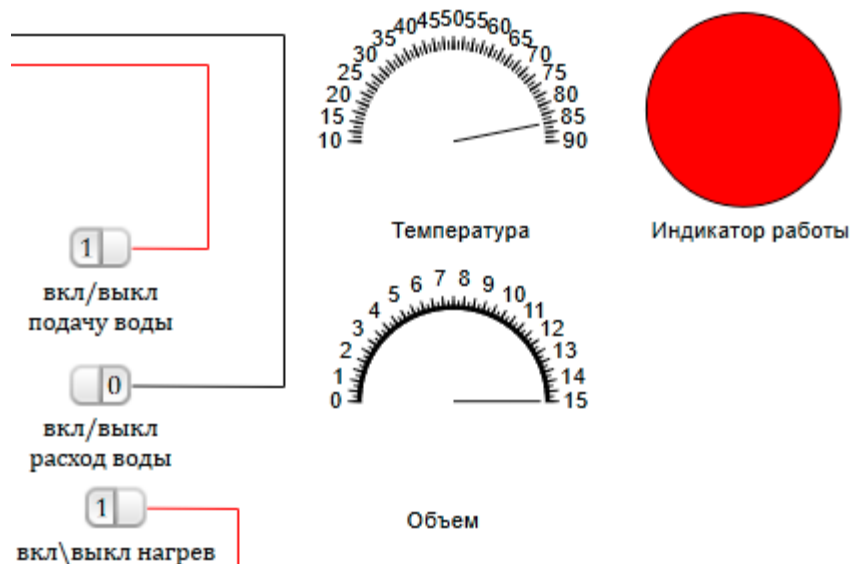 1
вкл/выкл
подачу воды
0
вкл/выкл
расход воды
1
вкл\выкл нагрев
10 15 20 25 30 35 40 45 50 55 60 65 70 75 80 85 90
Температура
0 1 2 3 4 5 6 7 8 9 10 11 12 13 14 15
Объем
Индикатор работы